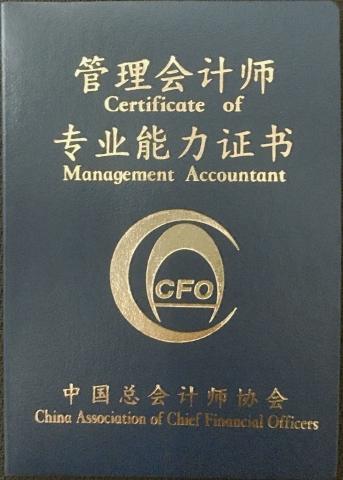 管理会计师
Certificate of
专业能力证书
Management Accountant
CFO
中国总会计师协会
China Association of Chief Financial Officers